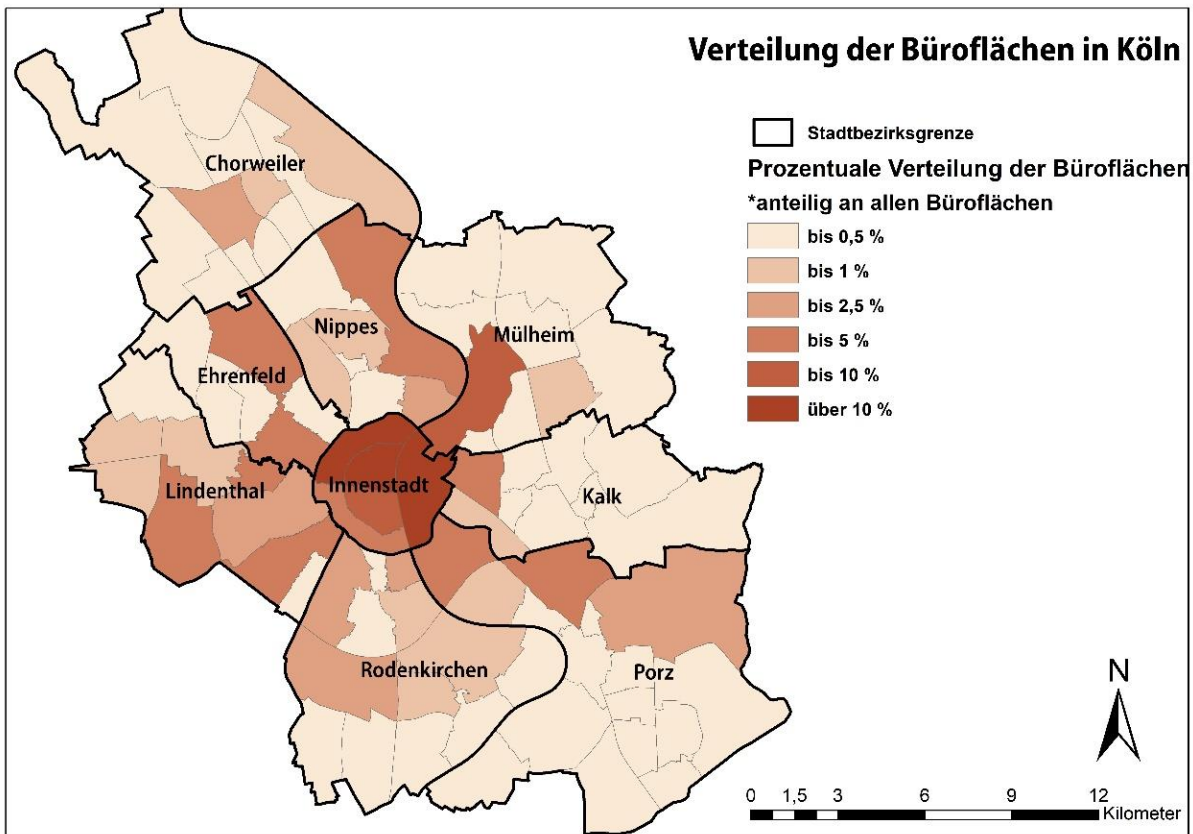 Verteilung der Büroflächen in Köln
Stadtbezirksgrenze
Prozentuale Verteilung der Büroflächen
*anteilig an allen Büroflächen
bis 0,5 %
bis 1 %
bis 2,5 %
bis 5 %
bis 10 %
über 10 %
Chorweiler
Nippes
Mülheim
Ehrenfeld
Lindenthal
Innenstadt
Kalk
Rodenkirchen
Porz
N
0 1,5 3 6 9 12
Kilometer